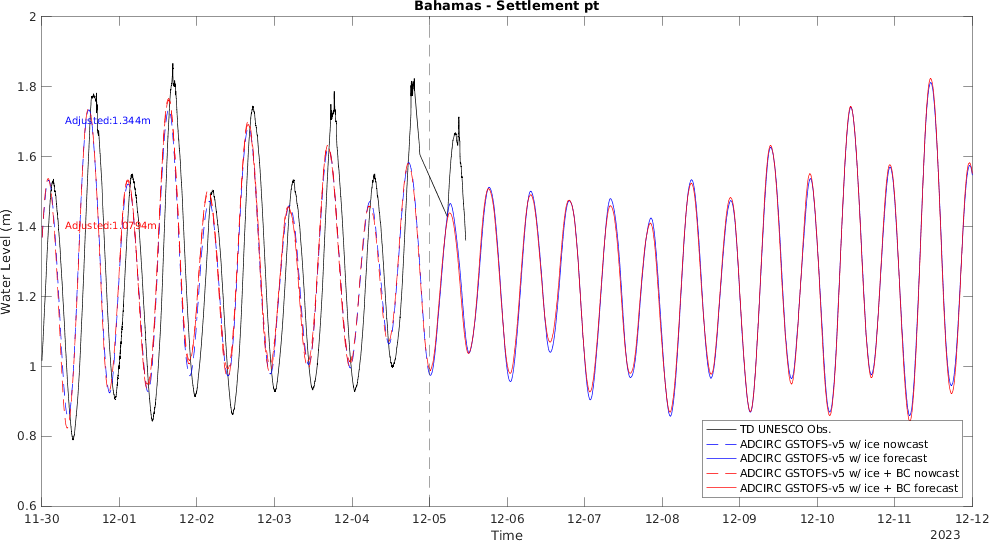 Bahamas - Settlement pt
2
1.8
1.6
1.4
1.2
1
0.8
0.6
Water Level (m)
Adjusted:1.344m
Adjusted:1.0794m
TD UNESCO Obs.
ADCIRC GSTOFS-v5 w/ ice nowcast
ADCIRC GSTOFS-v5 w/ ice forecast
ADCIRC GSTOFS-v5 w/ ice + BC nowcast
ADCIRC GSTOFS-v5 w/ ice + BC forecast
11-30 12-01 12-02 12-03 12-04 12-05 12-06 12-07 12-08 12-09 12-10 12-11 12-12
Time
2023